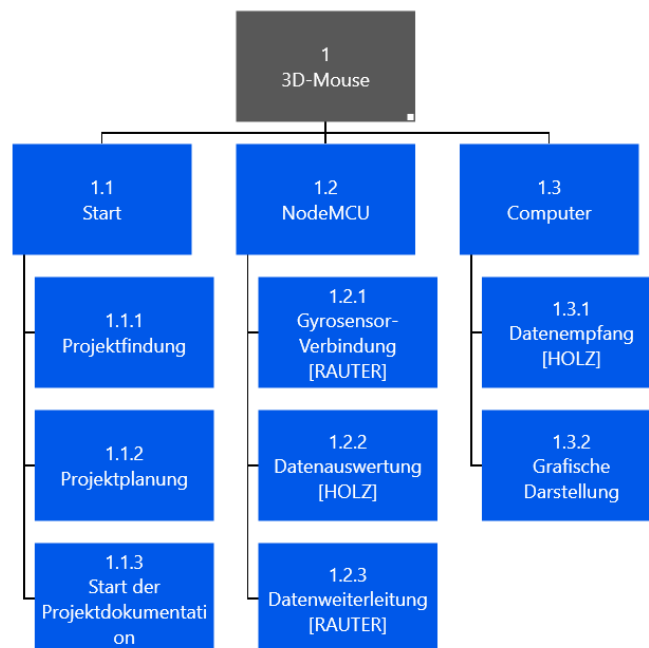 1
3D-Mouse
1.1
Start
1.2
NodeMCU
1.3
Computer
1.1.1
Projektfindung
1.2.1
Gyrosensor-
Verbindung
[RAUTER]
1.3.1
Datenempfang
[HOLZ]
1.1.2
Projektplanung
1.2.2
Datenauswertung
[HOLZ]
1.3.2
Grafische
Darstellung
1.1.3
Start der
Projektdokumentati
on
1.2.3
Datenweiterleitung
[RAUTER]